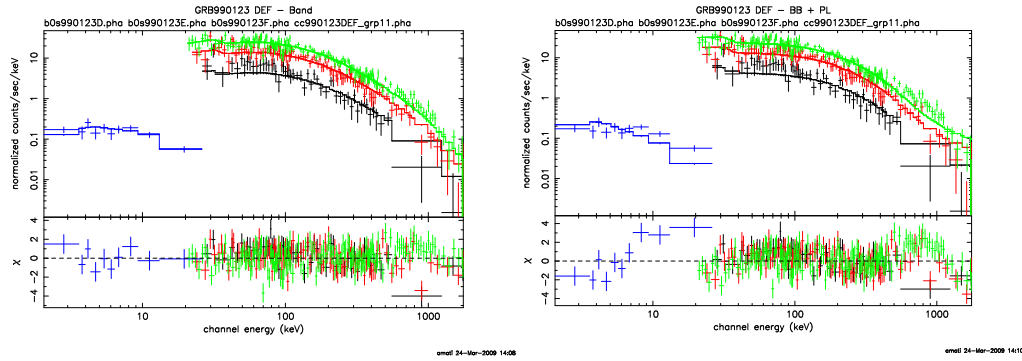 GRB990123 DEF - Band
b0s990123D.pha b0s990123E.pha b0s990123F.pha cc990123DEF_grp11.pha
normalized counts/sec/keV
10
1
0.1
0.01
χ
4
2
0
-2
-4
10
100
1000
channel energy (keV)
amati 24-Mar-2009 14:08
GRB990123 DEF - BB + PL
b0s990123D.pha b0s990123E.pha b0s990123F.pha cc990123DEF_grp11.pha
normalized counts/sec/keV
10
1
0.1
0.01
χ
4
2
0
-2
-4
10
100
1000
channel energy (keV)
amati 24-Mar-2009 14:10